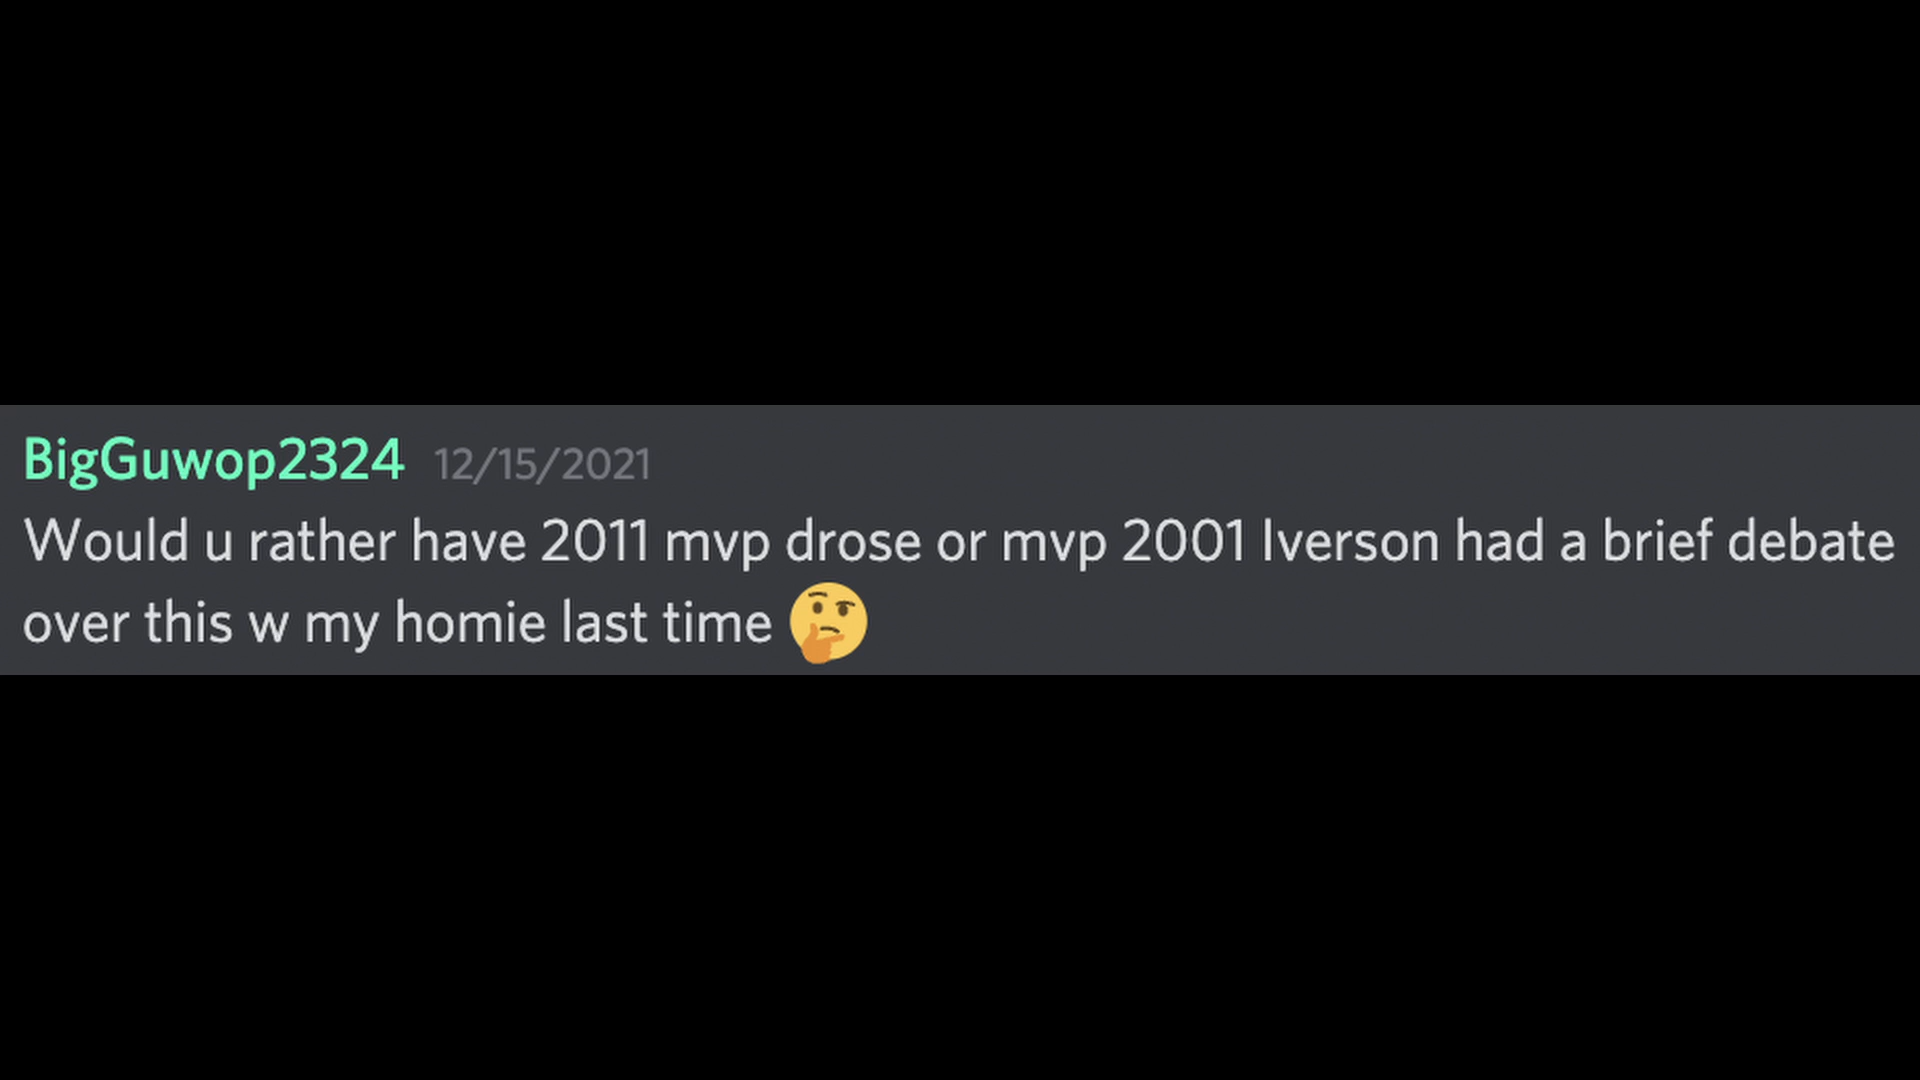 BigGuwop2324 12/15/2021
Would u rather have 2011 mvp drose or mvp 2001 Iverson had a brief debate
over this w my homie last time 🤔